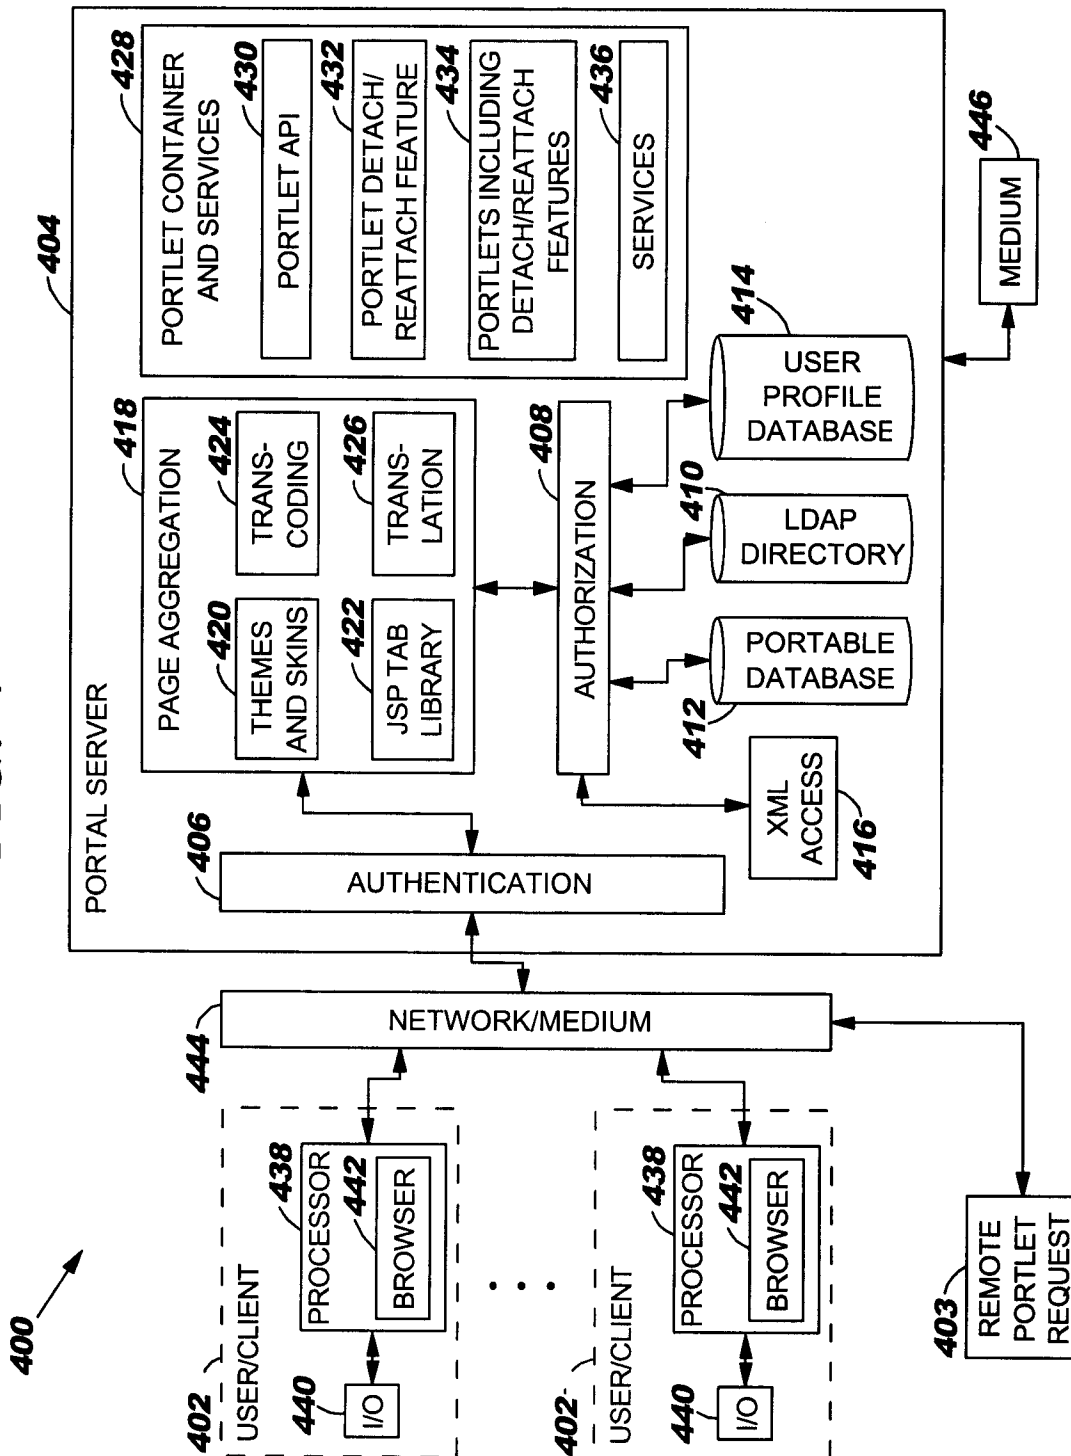 400
402
USER/CLIENT
440
I/O
PROCESSOR
438
442
BROWSER
402
USER/CLIENT
440
I/O
PROCESSOR
438
442
BROWSER
403
REMOTE
PORTLET
REQUEST
444
NETWORK/MEDIUM
404
PORTAL SERVER
406
AUTHENTICATION
418
PAGE AGGREGATION
420
THEMES
AND SKINS
424
TRANS-
CODING
422
JSP TAB
LIBRARY
426
TRANS-
LATION
408
AUTHORIZATION
416
XML
ACCESS
412
PORTABLE
DATABASE
410
LDAP
DIRECTORY
414
USER
PROFILE
DATABASE
428
PORTLET CONTAINER
AND SERVICES
430
PORTLET API
432
PORTLET DETACH/
REATTACH FEATURE
434
PORTLETS INCLUDING
DETACH/REATTACH
FEATURES
436
SERVICES
446
MEDIUM